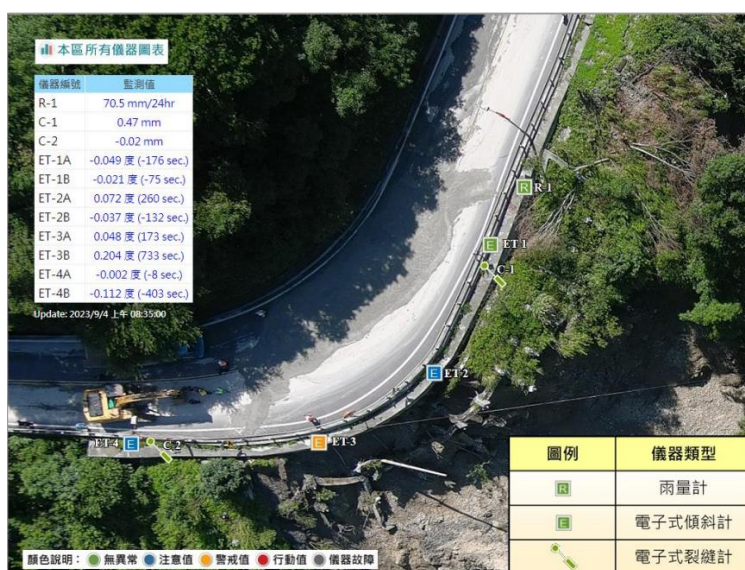 本區所有儀器圖表
儀器編號 監測值
R-1 70.5 mm/24hr
C-1 0.47 mm
C-2 -0.02 mm
ET-1A -0.049 度 (-176 sec.)
ET-1B -0.021 度 (-75 sec.)
ET-2A 0.072 度 (260 sec.)
ET-2B -0.037 度 (-132 sec.)
ET-3A 0.048 度 (173 sec.)
ET-3B 0.204 度 (733 sec.)
ET-4A -0.002 度 (-8 sec.)
ET-4B -0.112 度 (-403 sec.)
Update: 2023/9/4 上午 08:35:00
R R-1
E ET-1
C-1
E ET-2
ET-4 E C-2 E ET-3
圖例 儀器類型
R 雨量計
E 電子式傾斜計
電子式裂縫計
顏色說明： 無異常 注意值 警戒值 行動值 儀器故障